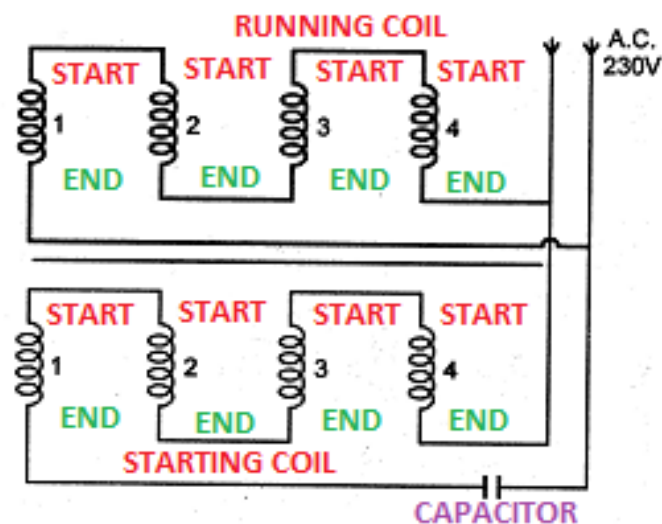 RUNNING COIL
A.C.
230V
START START START START
1 2 3 4
END END END END
START START START START
1 2 3 4
END END END END
STARTING COIL
CAPACITOR